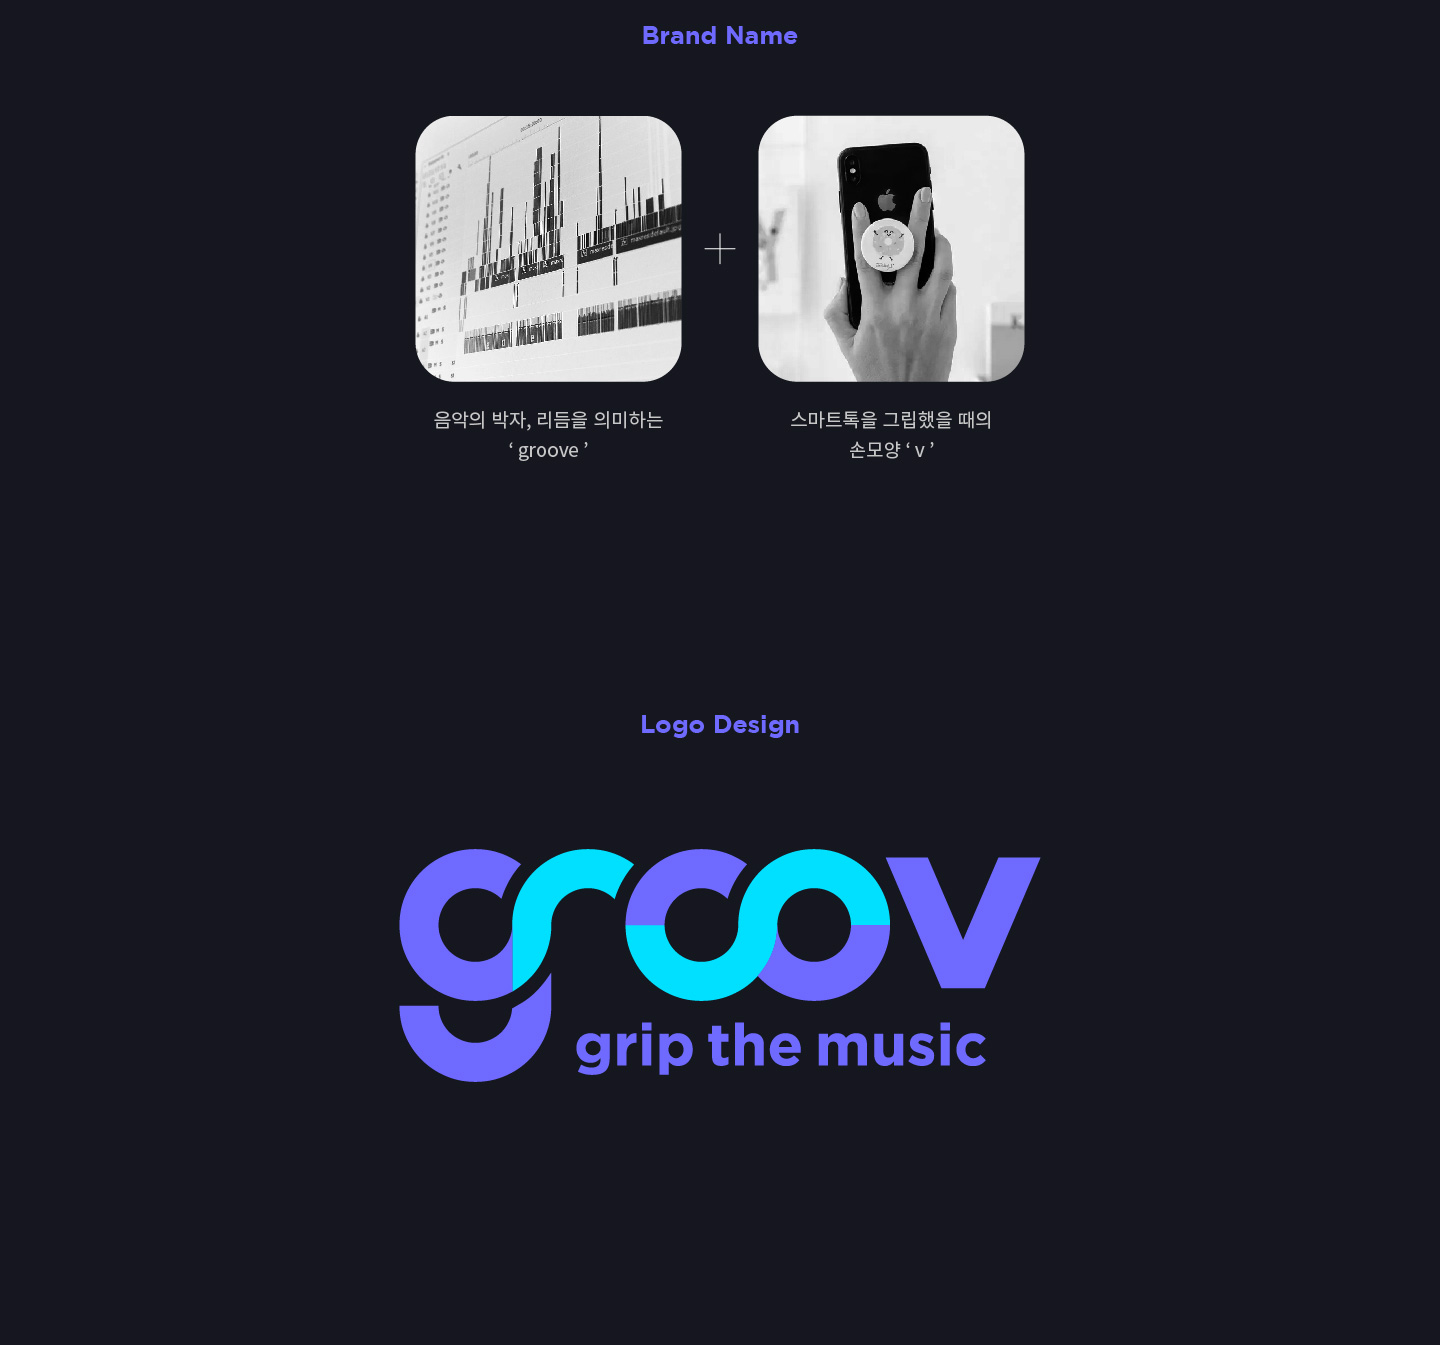 Brand Name
음악의 박자, 리듬을 의미하는
‘ groove ’
스마트톡을 그립했을 때의
손모양 ‘ v ’
Logo Design
groov
grip the music